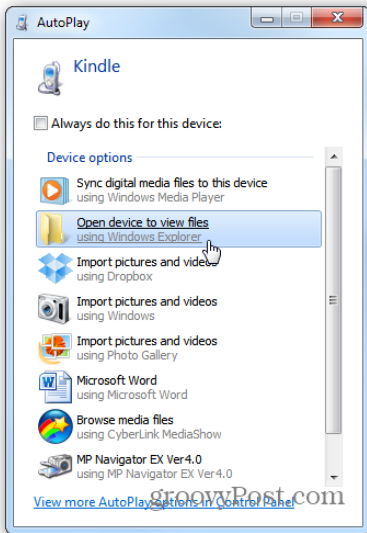 AutoPlay
Kindle
Always do this for this device:
Device options
Sync digital media files to this device
using Windows Media Player
Open device to view files
using Windows Explorer
Import pictures and videos
using Dropbox
Import pictures and videos
using Windows
Import pictures and videos
using Photo Gallery
Microsoft Word
using Microsoft Word
Browse media files
using CyberLink MediaShow
MP Navigator EX Ver4.0
using MP Navigator EX Ver4.0
View more AutoPlay options in Control Panel
groovyPost.com